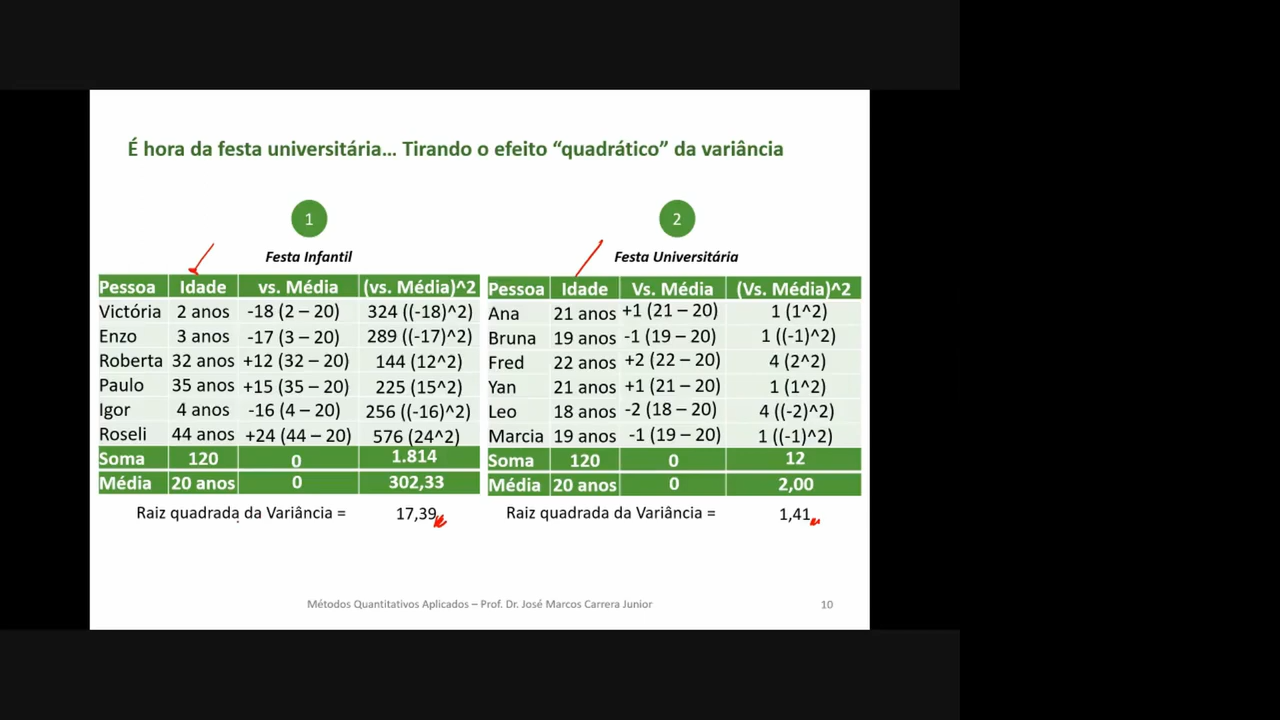 É hora da festa universitária... Tirando o efeito “quadrático” da variância
1
Festa Infantil
Pessoa Idade vs. Média (vs. Média)^2
Victória 2 anos -18 (2 – 20) 324 ((-18)^2)
Enzo 3 anos -17 (3 – 20) 289 ((-17)^2)
Roberta 32 anos +12 (32 – 20) 144 (12^2)
Paulo 35 anos +15 (35 – 20) 225 (15^2)
Igor 4 anos -16 (4 – 20) 256 ((-16)^2)
Roseli 44 anos +24 (44 – 20) 576 (24^2)
Soma 120 0 1.814
Média 20 anos 0 302,33
Raiz quadrada da Variância = 17,39
2
Festa Universitária
Pessoa Idade Vs. Média (Vs. Média)^2
Ana 21 anos +1 (21 – 20) 1 (1^2)
Bruna 19 anos -1 (19 – 20) 1 ((-1)^2)
Fred 22 anos +2 (22 – 20) 4 (2^2)
Yan 21 anos +1 (21 – 20) 1 (1^2)
Leo 18 anos -2 (18 – 20) 4 ((-2)^2)
Marcia 19 anos -1 (19 – 20) 1 ((-1)^2)
Soma 120 0 12
Média 20 anos 0 2,00
Raiz quadrada da Variância = 1,41
Métodos Quantitativos Aplicados – Prof. Dr. José Marcos Carrera Junior 10